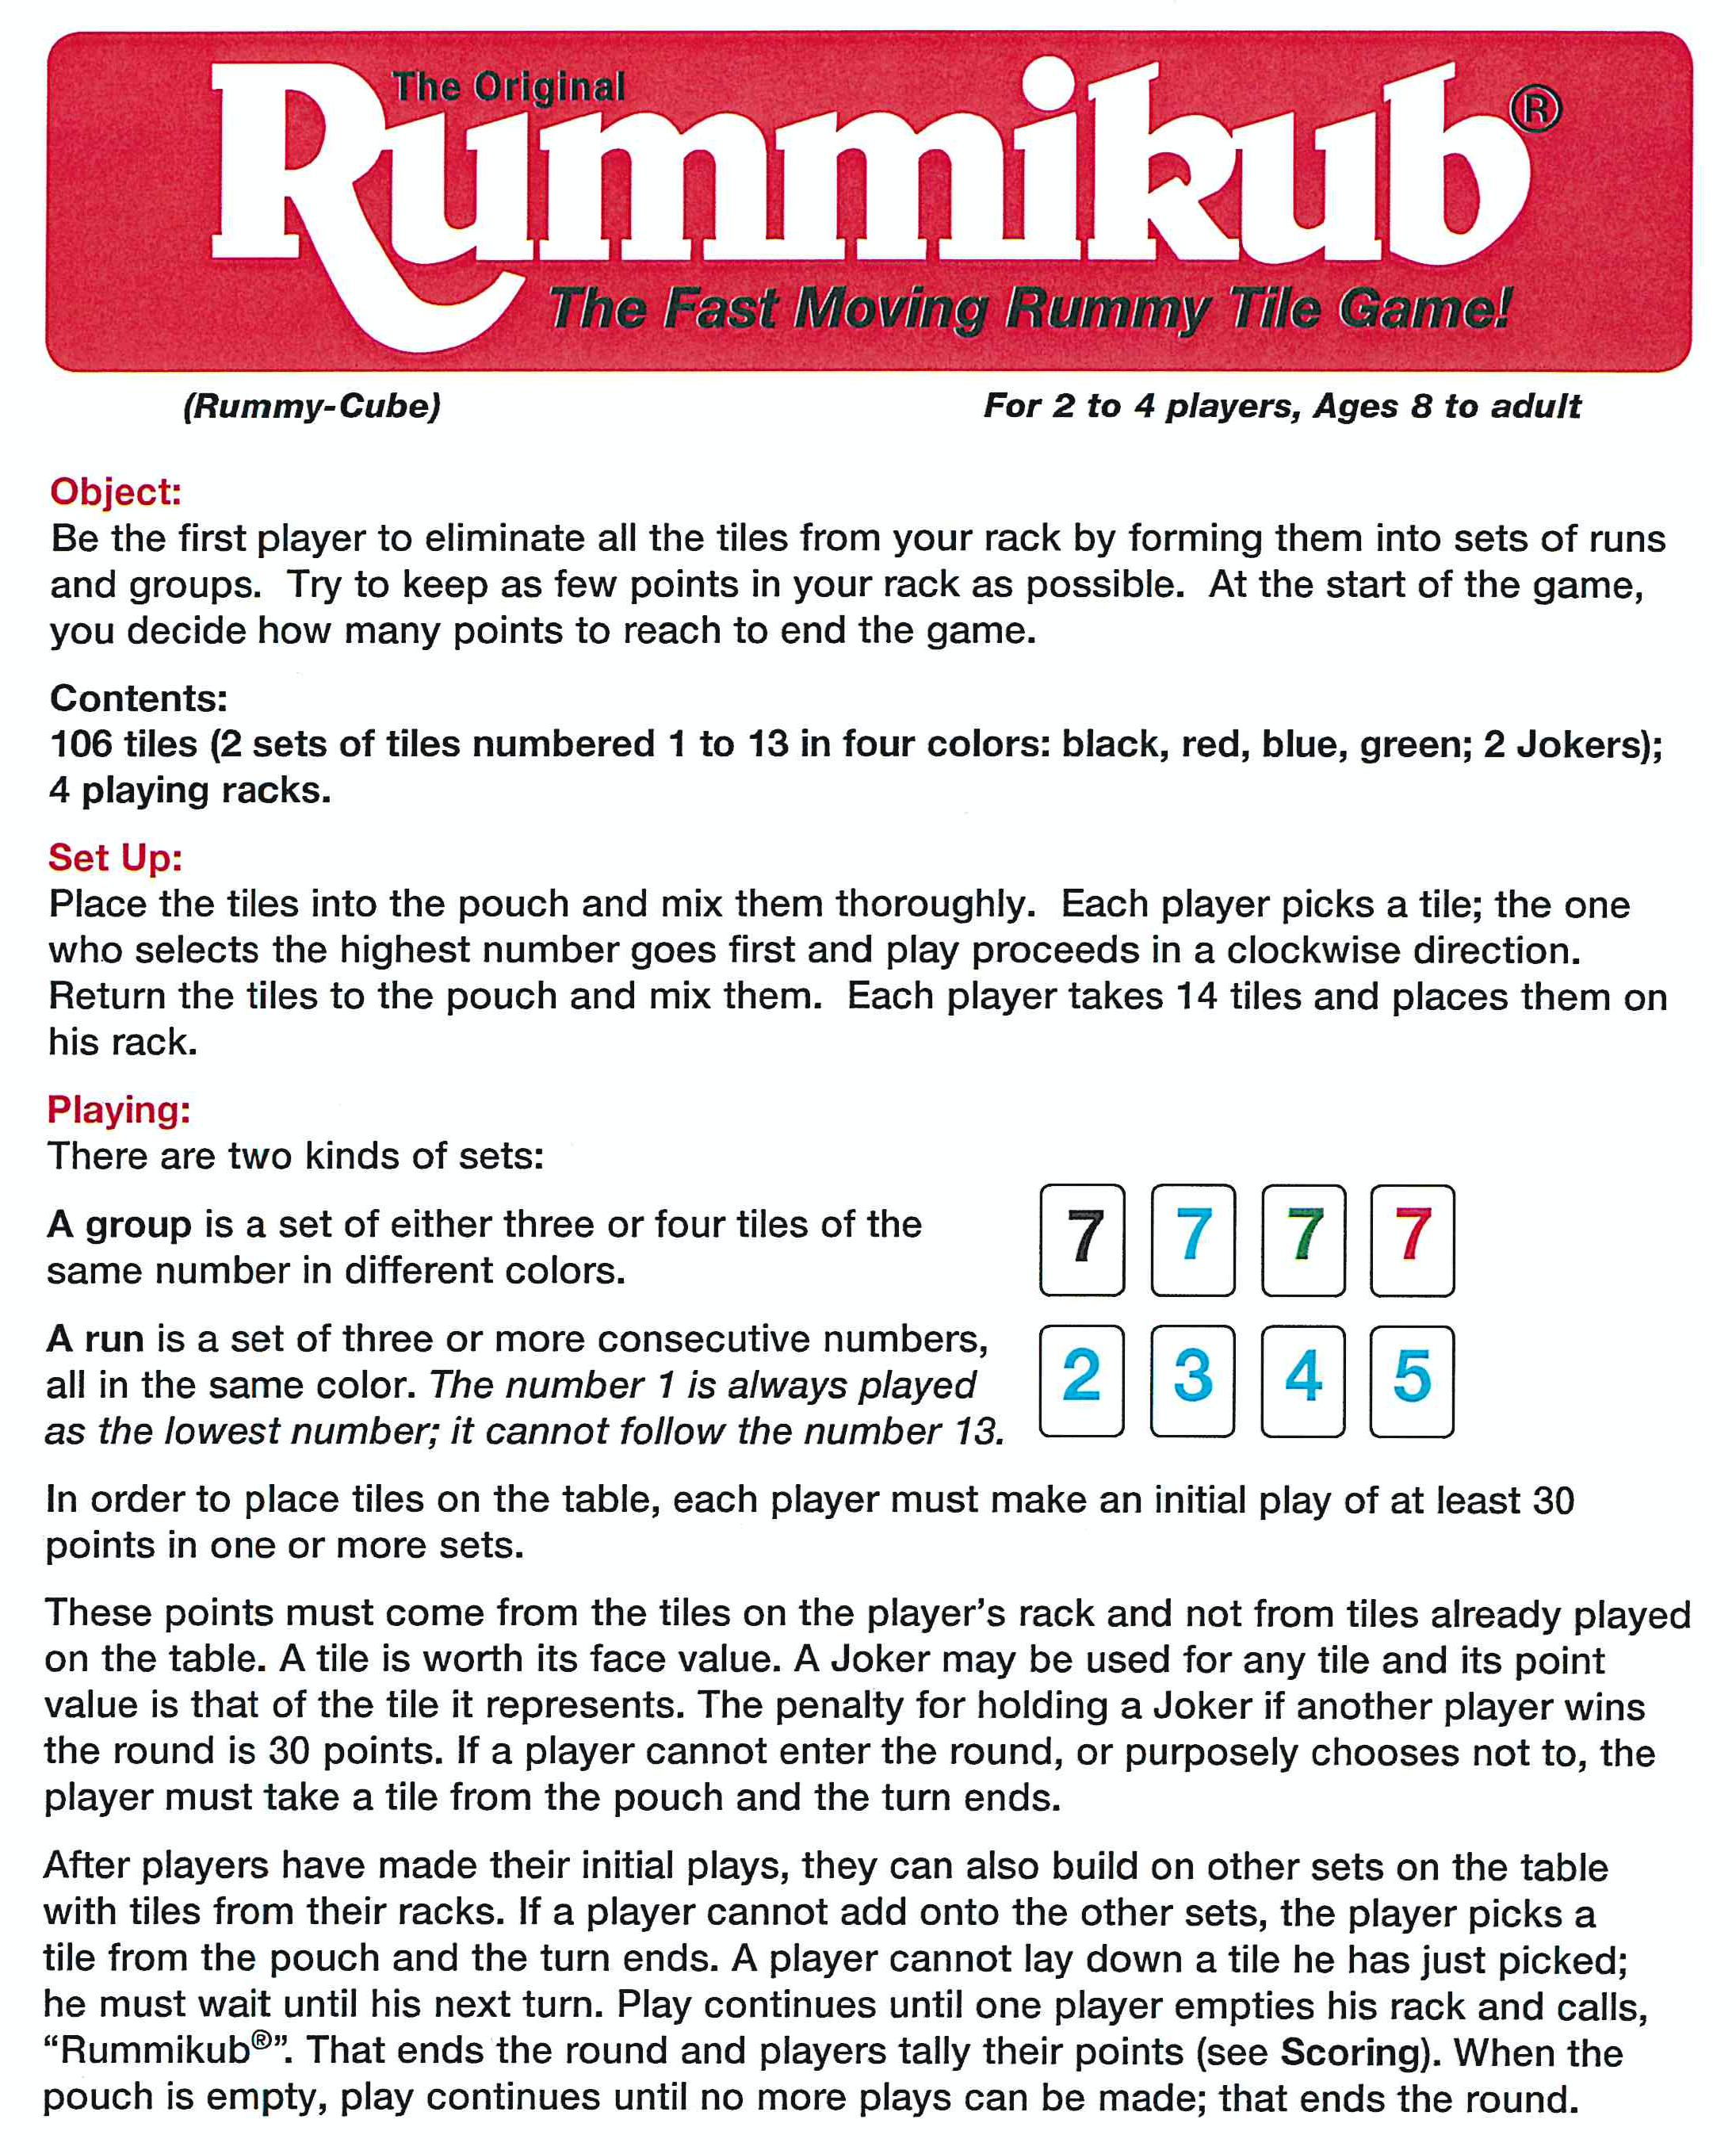 The Original
Rummikub®
The Fast Moving Rummy Tile Game!
(Rummy-Cube) For 2 to 4 players, Ages 8 to adult
Object:
Be the first player to eliminate all the tiles from your rack by forming them into sets of runs
and groups. Try to keep as few points in your rack as possible. At the start of the game,
you decide how many points to reach to end the game.
Contents:
106 tiles (2 sets of tiles numbered 1 to 13 in four colors: black, red, blue, green; 2 Jokers);
4 playing racks.
Set Up:
Place the tiles into the pouch and mix them thoroughly. Each player picks a tile; the one
who selects the highest number goes first and play proceeds in a clockwise direction.
Return the tiles to the pouch and mix them. Each player takes 14 tiles and places them on
his rack.
Playing:
There are two kinds of sets:
A group is a set of either three or four tiles of the
same number in different colors.
7 7 7 7
A run is a set of three or more consecutive numbers,
all in the same color. The number 1 is always played
as the lowest number; it cannot follow the number 13.
2 3 4 5
In order to place tiles on the table, each player must make an initial play of at least 30
points in one or more sets.
These points must come from the tiles on the player's rack and not from tiles already played
on the table. A tile is worth its face value. A Joker may be used for any tile and its point
value is that of the tile it represents. The penalty for holding a Joker if another player wins
the round is 30 points. If a player cannot enter the round, or purposely chooses not to, the
player must take a tile from the pouch and the turn ends.
After players have made their initial plays, they can also build on other sets on the table
with tiles from their racks. If a player cannot add onto the other sets, the player picks a
tile from the pouch and the turn ends. A player cannot lay down a tile he has just picked;
he must wait until his next turn. Play continues until one player empties his rack and calls,
“Rummikub®”. That ends the round and players tally their points (see Scoring). When the
pouch is empty, play continues until no more plays can be made; that ends the round.